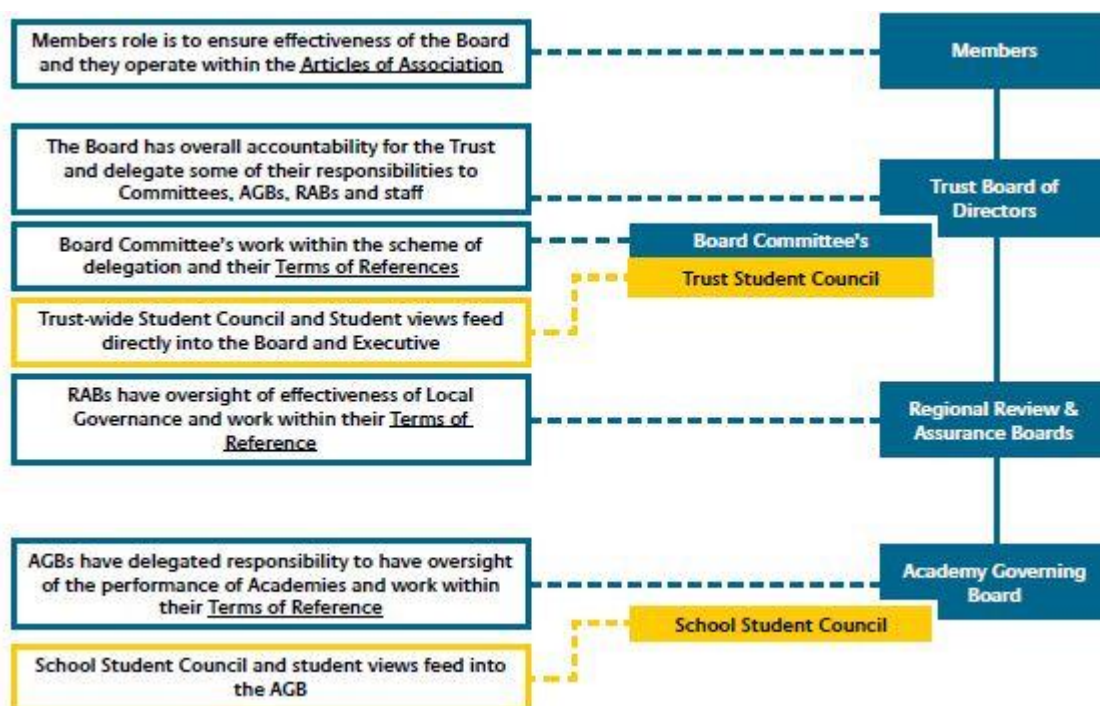 Members role is to ensure effectiveness of the Board
and they operate within the Articles of Association
Members
The Board has overall accountability for the Trust
and delegate some of their responsibilities to
Committees, AGBs, RABs and staff
Trust Board of
Directors
Board Committee's work within the scheme of
delegation and their Terms of References
Board Committee's
Trust Student Council
Trust-wide Student Council and Student views feed
directly into the Board and Executive
RABs have oversight of effectiveness of Local
Governance and work within their Terms of
Reference
Regional Review &
Assurance Boards
AGBs have delegated responsibility to have oversight
of the performance of Academies and work within
their Terms of Reference
Academy Governing
Board
School Student Council
School Student Council and student views feed into
the AGB